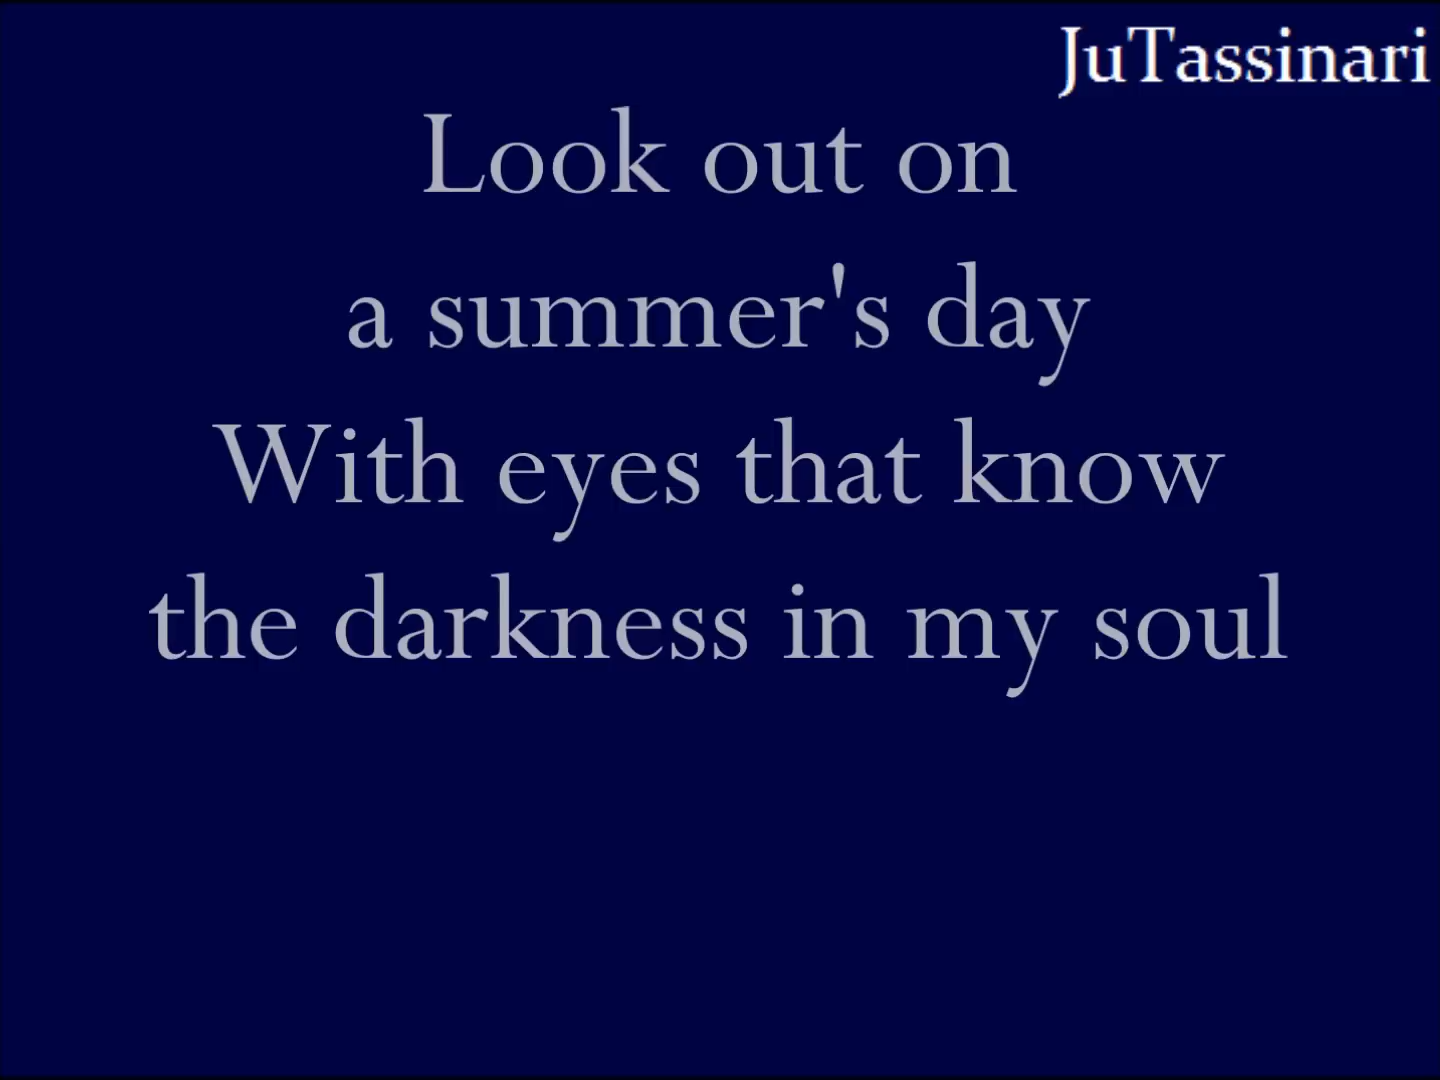 JuTassinari
Look out on
a summer's day
With eyes that know
the darkness in my soul